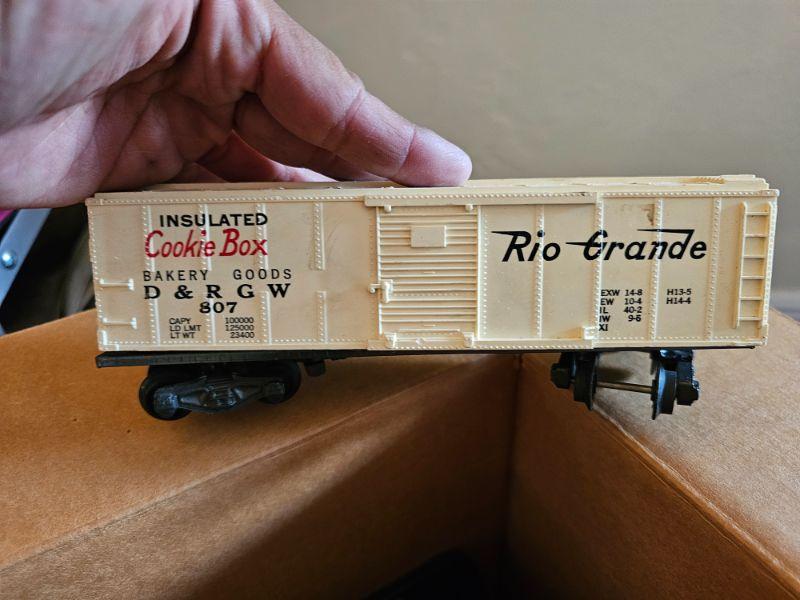 INSULATED
Cookie Box
BAKERY GOODS
D & R G W
807
CAPY 100000
LD LMT 125000
LT WT 23400
Rio Grande
EXW 14-8 H13-5
EW 10-4 H14-4
IL 40-2
IW 9-6
XI